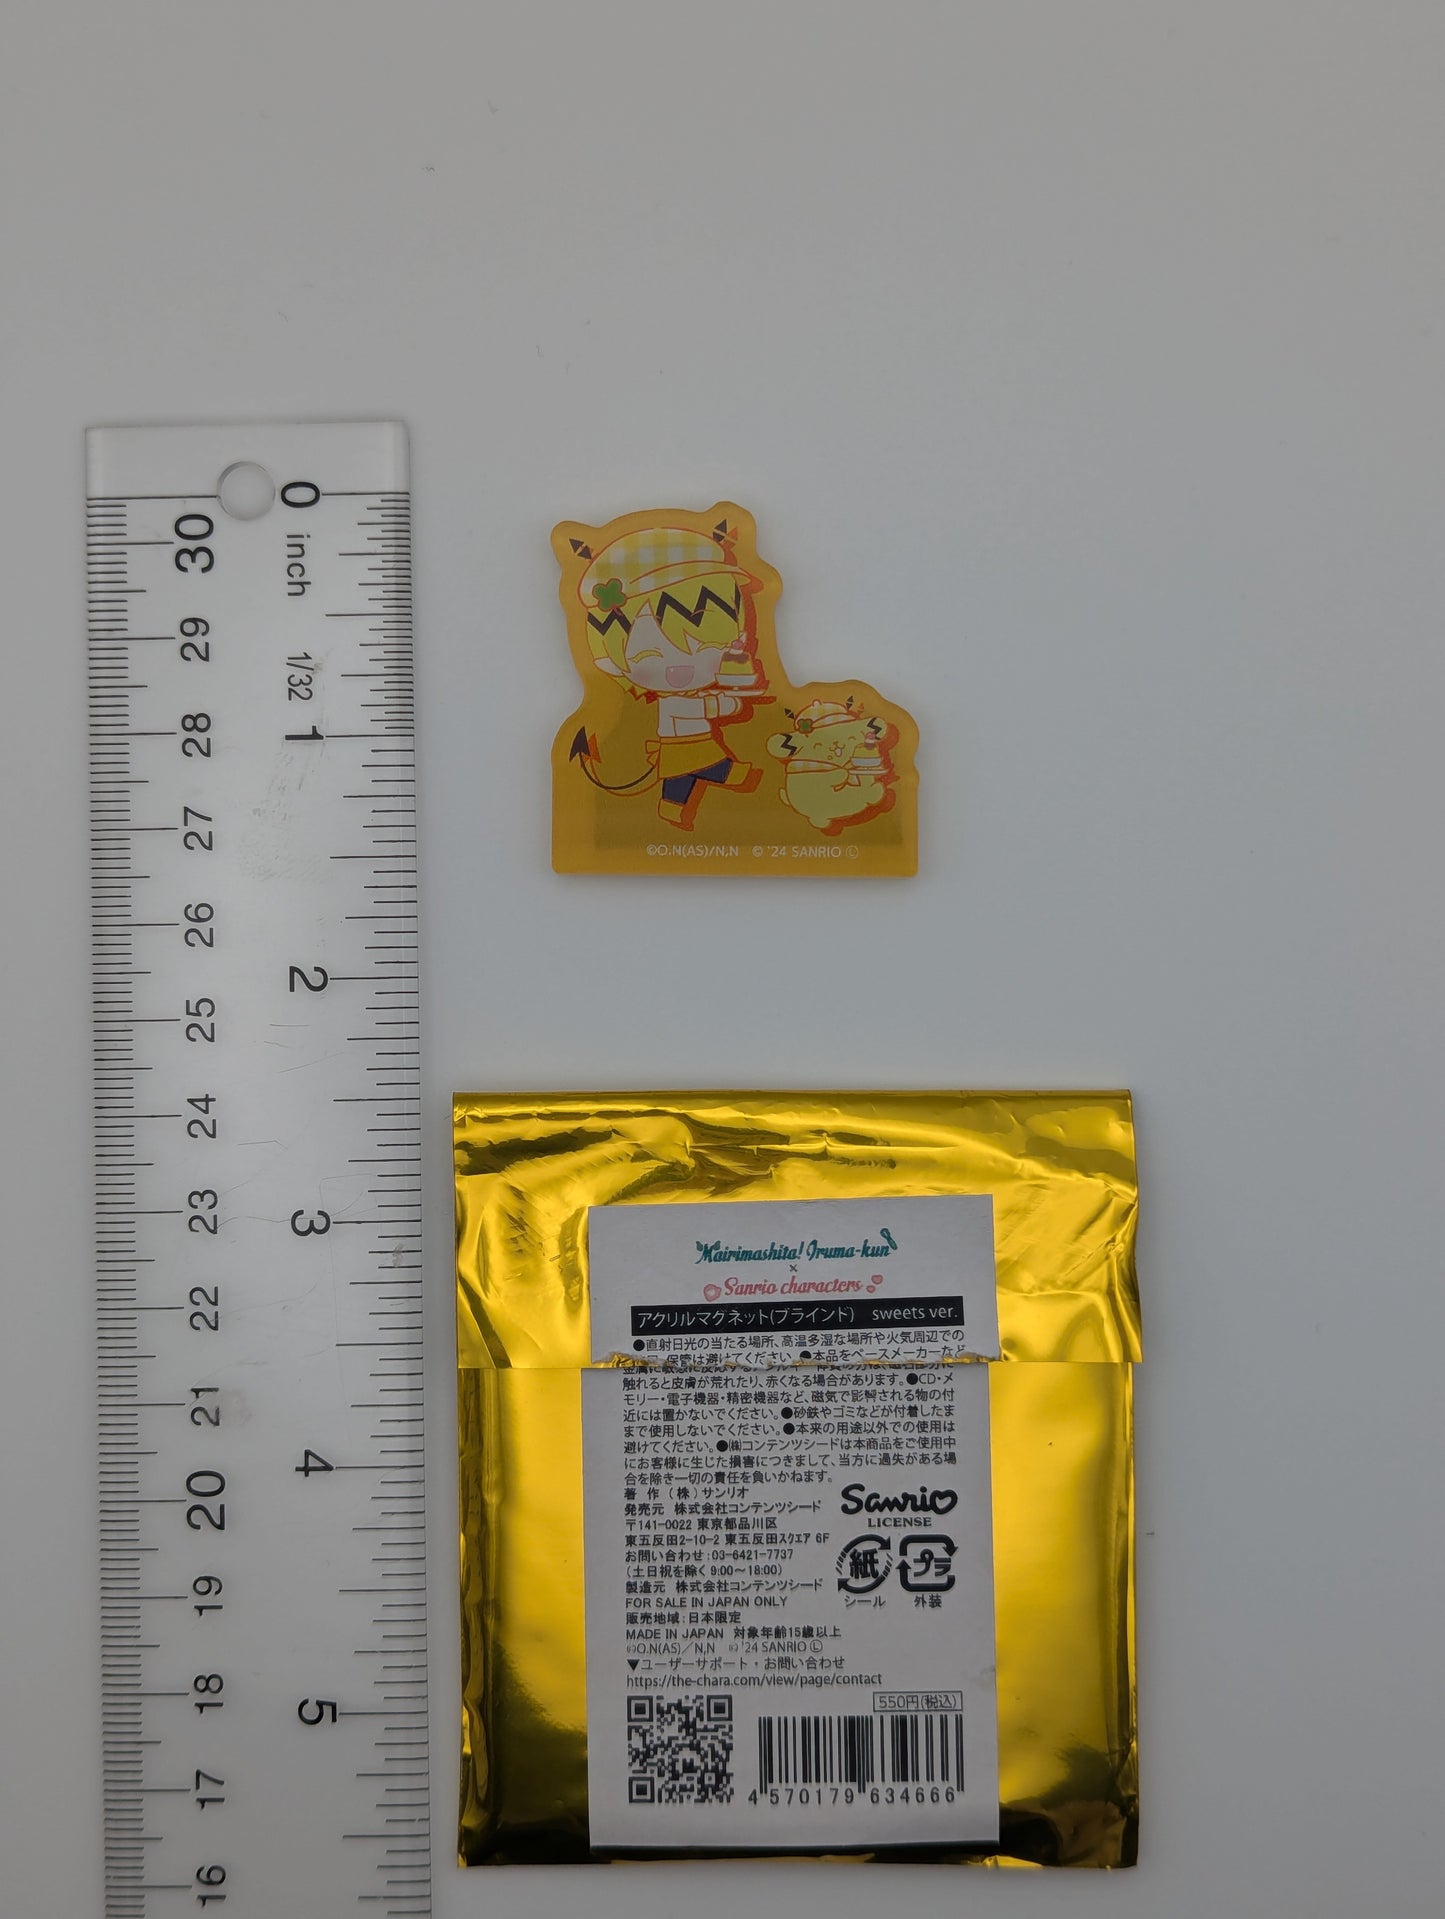 0
inch
1/32
1
2
3
4
5
30
29
28
27
26
25
24
23
22
21
20
19
18
17
16
©O.N(AS)/N,N © '24 SANRIO Ⓛ
Mairimashita! Iruma-kun
×
Sanrio characters
アクリルマグネット(ブラインド) sweets ver.
●直射日光の当たる場所、高温多湿な場所や火気周辺での
保管は避けてください。●本品をペースメーカーなど
触れると皮膚が荒れたり、赤くなる場合があります。●CD・メ
モリー・電子機器・精密機器など、磁気で影響される物の付
近には置かないでください。●砂鉄やゴミなどが付着したま
まで使用しないでください。●本来の用途以外での使用は
避けてください。●㈱コンテンツシードは本商品をご使用中
にお客様に生じた損害につきまして、当方に過失がある場
合を除き一切の責任を負いかねます。
著 作 (株)サンリオ
発売元 株式会社コンテンツシード
〒141-0022 東京都品川区
東五反田2-10-2 東五反田スクエア 6F
お問い合わせ:03-6421-7737
(土日祝を除く9:00〜18:00)
製造元 株式会社コンテンツシード
FOR SALE IN JAPAN ONLY
販売地域:日本限定
MADE IN JAPAN 対象年齢15歳以上
©O.N(AS)/N,N © '24 SANRIO Ⓛ
▼ユーザーサポート・お問い合わせ
https://the-chara.com/view/page/contact
Sanrio
LICENSE
紙
シール
プラ
外装
550円(税込)
4 570179 634666